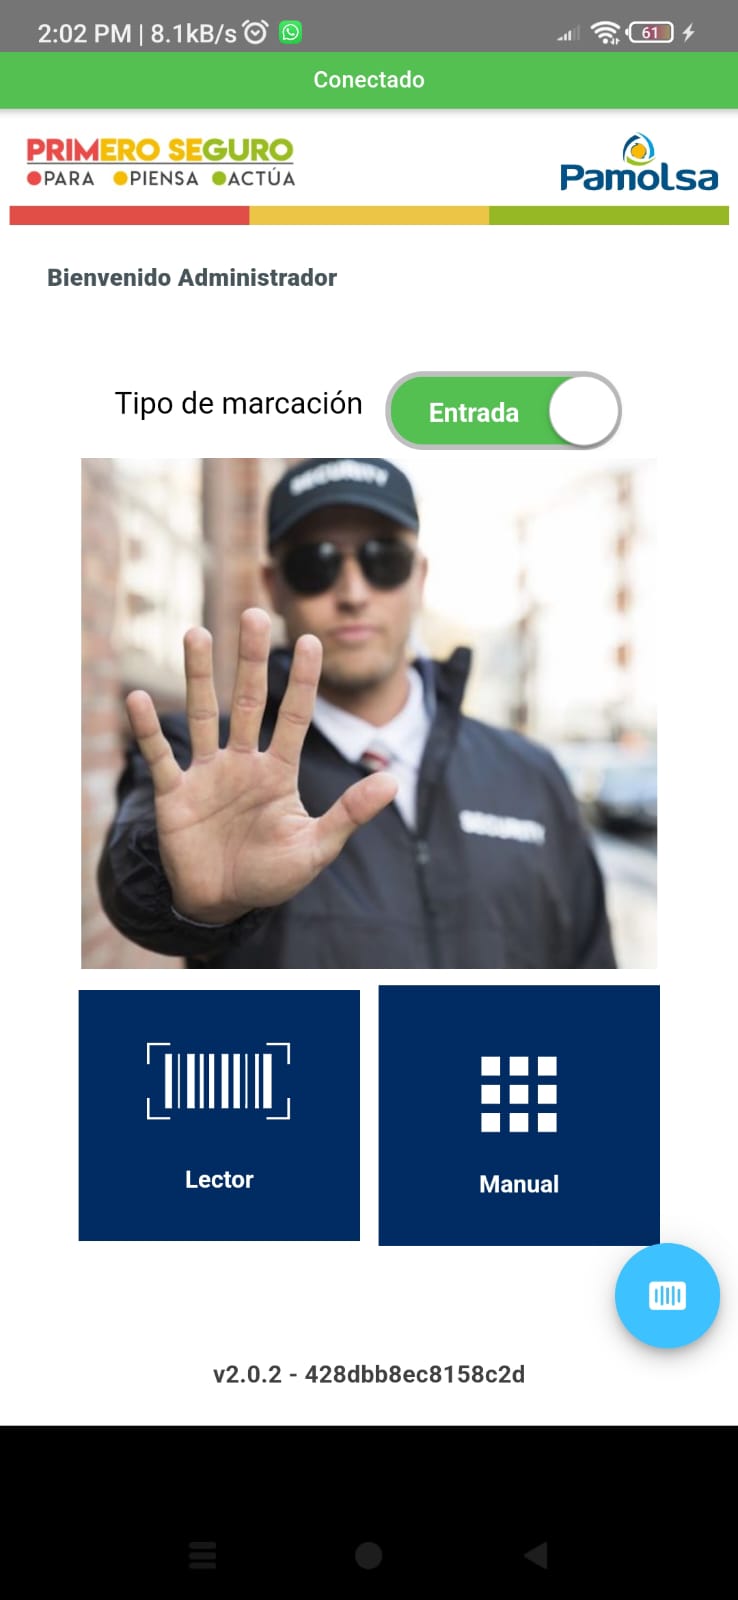 2:02 PM | 8.1kB/s
61
Conectado
PRIMERO SEGURO
PARA PIENSA ACTÚA
Pamolsa
Bienvenido Administrador
Tipo de marcación
Entrada
SECURITY
SECURITY
Lector
Manual
v2.0.2 - 428dbb8ec8158c2d